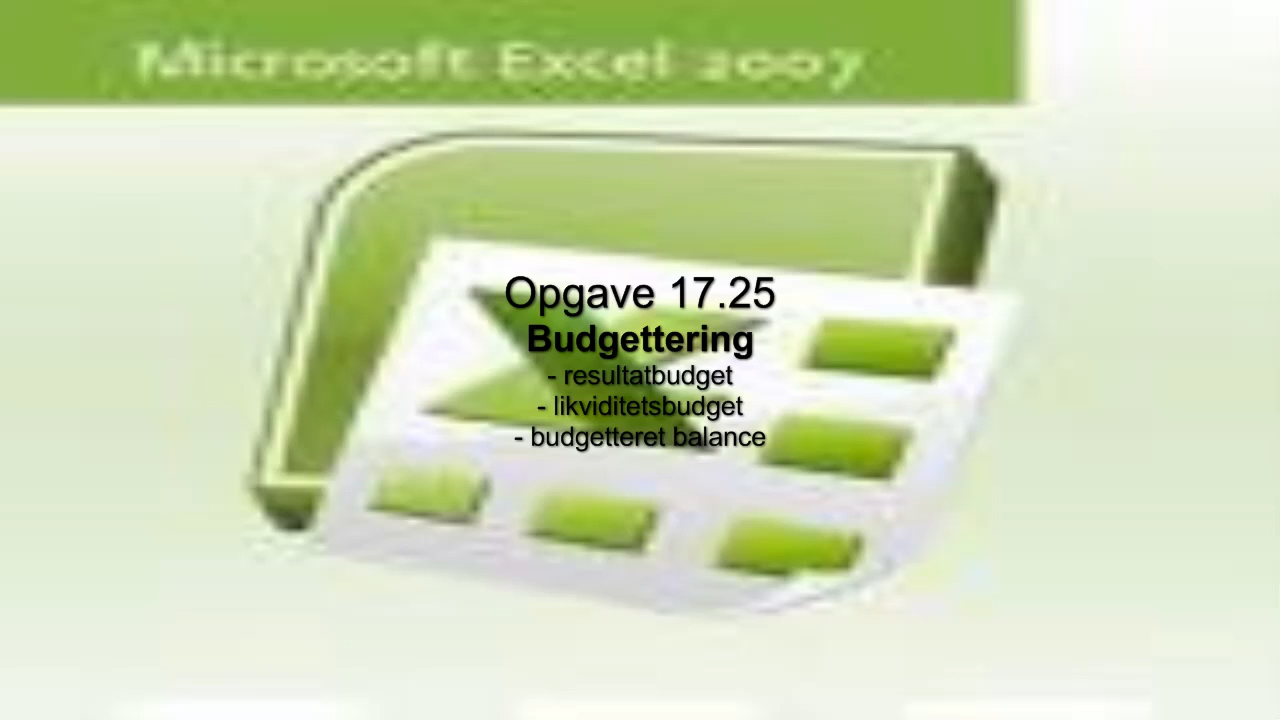 Microsoft Excel 2007
Opgave 17.25
Budgettering
- resultatbudget
- likviditetsbudget
- budgetteret balance